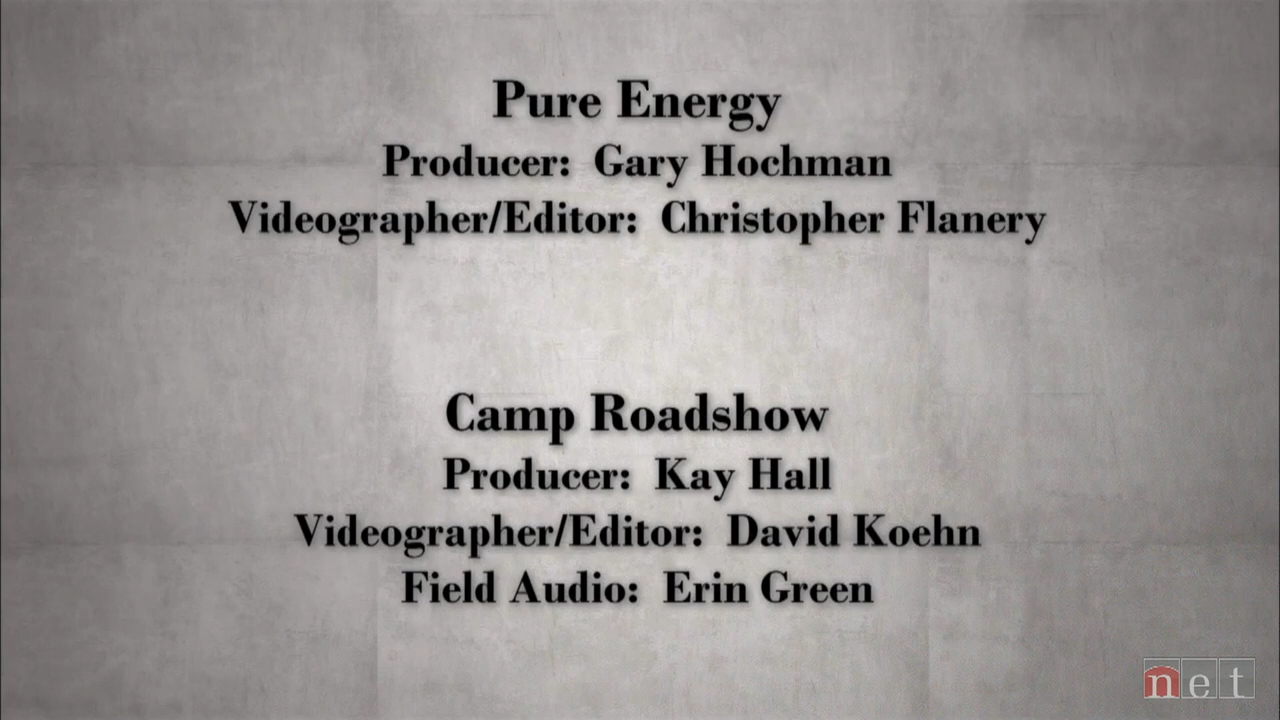 Pure Energy
Producer: Gary Hochman
Videographer/Editor: Christopher Flanery
Camp Roadshow
Producer: Kay Hall
Videographer/Editor: David Koehn
Field Audio: Erin Green
net